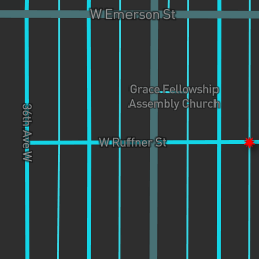 W Emerson St
Grace Fellowship
Assembly Church
36th Ave W
W Ruffner St